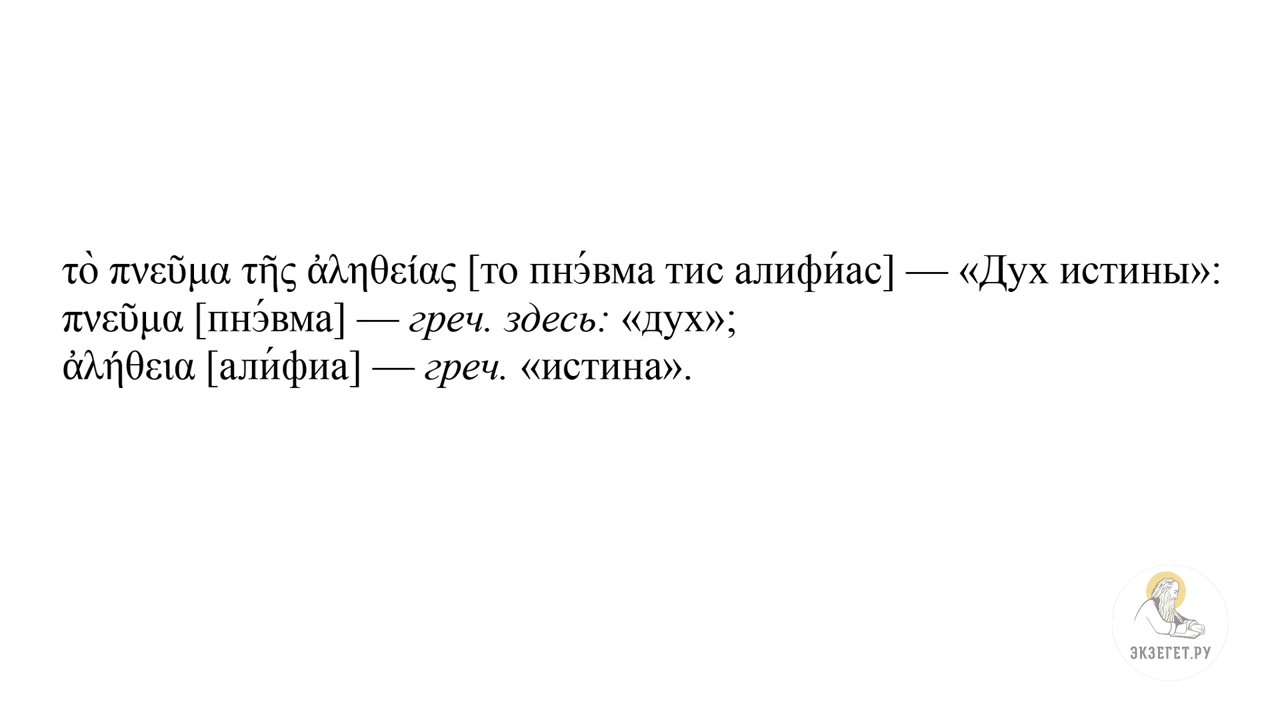 τὸ πνεῦμα τῆς ἀληθείας [то пнэ́вма тис алифи́ас] — «Дух истины»:
πνεῦμα [пнэ́вма] — греч. здесь: «дух»;
ἀλήθεια [али́фиа] — греч. «истина».
ЭКЗЕГЕТ.РУ